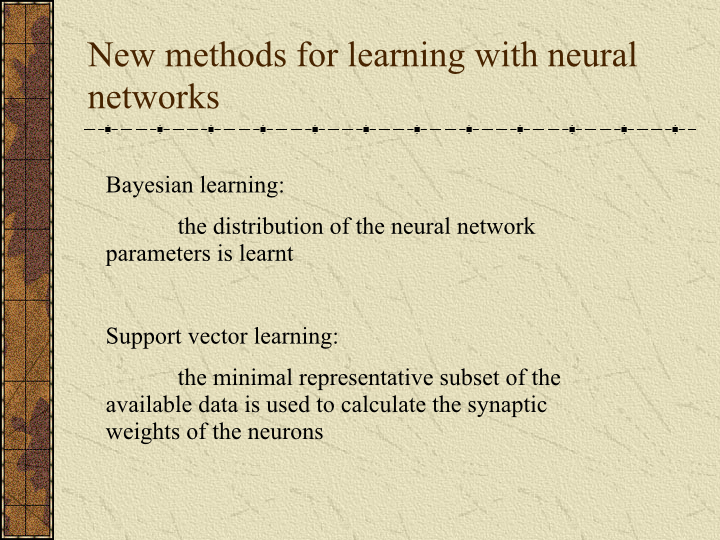 New methods for learning with neural
networks
Bayesian learning:
the distribution of the neural network
parameters is learnt
Support vector learning:
the minimal representative subset of the
available data is used to calculate the synaptic
weights of the neurons